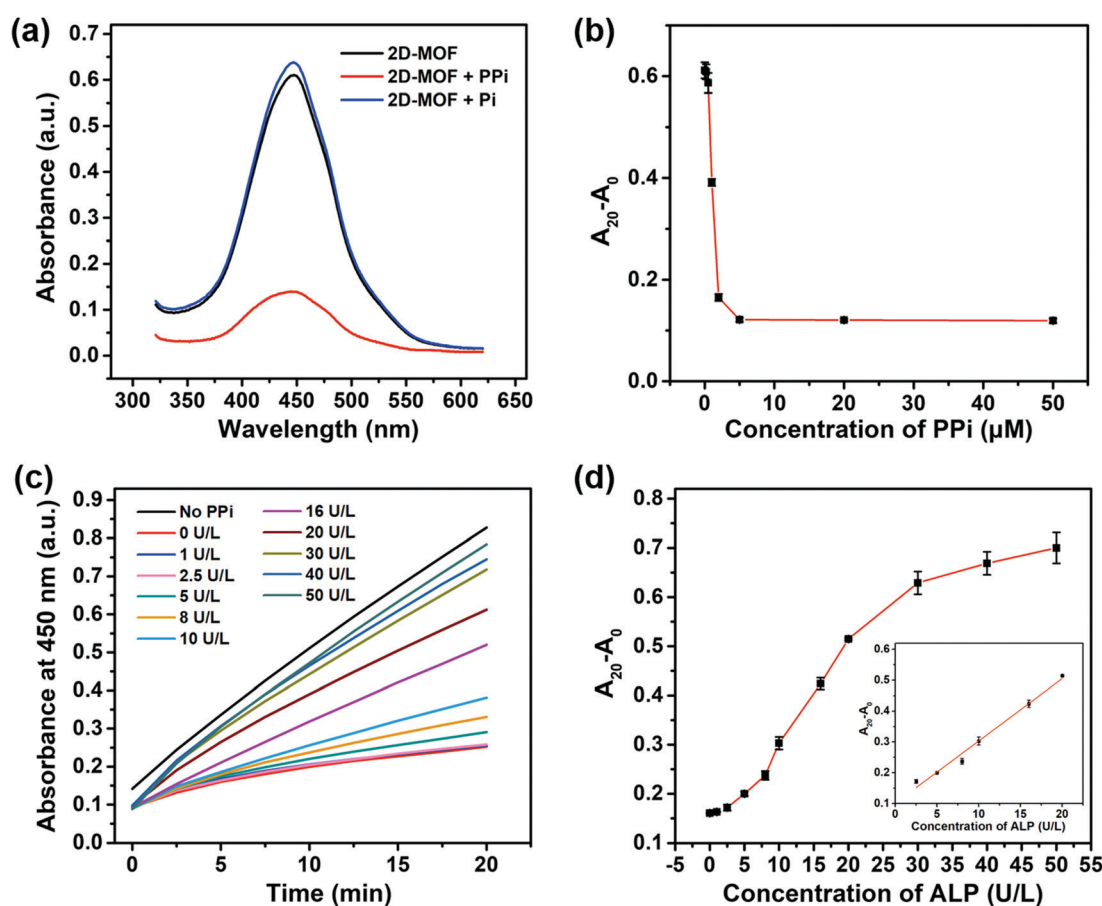 (a)
0.7
0.6
0.5
0.4
0.3
0.2
0.1
0.0
Absorbance (a.u.)
2D-MOF
2D-MOF + PPi
2D-MOF + Pi
300 350 400 450 500 550 600 650
Wavelength (nm)
(b)
0.6
0.4
0.2
0.0
A20-A0
0 10 20 30 40 50
Concentration of PPi (µM)
(c)
0.9
0.8
0.7
0.6
0.5
0.4
0.3
0.2
0.1
0.0
Absorbance at 450 nm (a.u.)
No PPi
0 U/L
1 U/L
2.5 U/L
5 U/L
8 U/L
10 U/L
16 U/L
20 U/L
30 U/L
40 U/L
50 U/L
0 5 10 15 20
Time (min)
(d)
0.8
0.7
0.6
0.5
0.4
0.3
0.2
0.1
A20-A0
0.6
0.5
0.4
0.3
0.2
0.1
A20-A0
0 5 10 15 20
Concentration of ALP (U/L)
-5 0 5 10 15 20 25 30 35 40 45 50 55
Concentration of ALP (U/L)